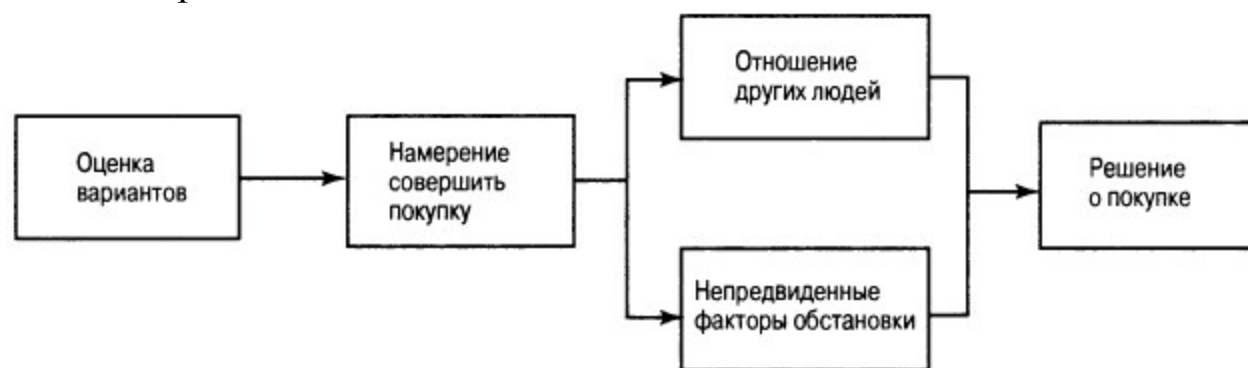 Оценка
вариантов
Намерение
совершить
покупку
Отношение
других людей
Непредвиденные
факторы обстановки
Решение
о покупке